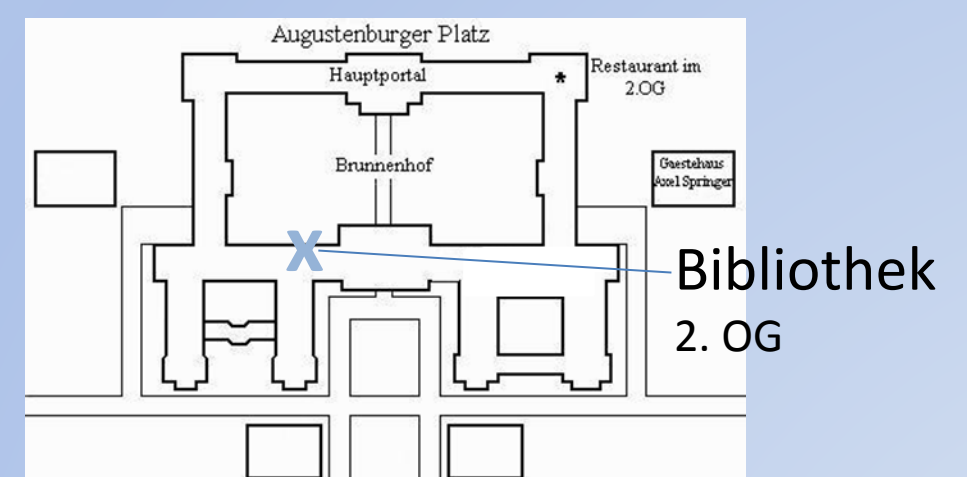 Augustenburger Platz
Hauptportal
*
Restaurant im
2.OG
Brunnenhof
Gaestehaus
Axel Springer
X
Bibliothek
2. OG